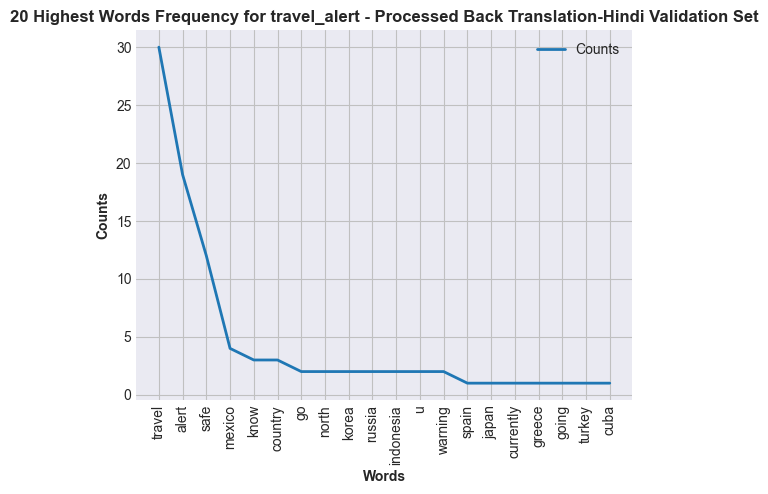 20 Highest Words Frequency for travel_alert - Processed Back Translation-Hindi Validation Set
Counts
30
25
20
15
10
5
0
Counts
travel
alert
safe
mexico
know
country
go
north
korea
russia
indonesia
u
warning
spain
japan
currently
greece
going
turkey
cuba
Words